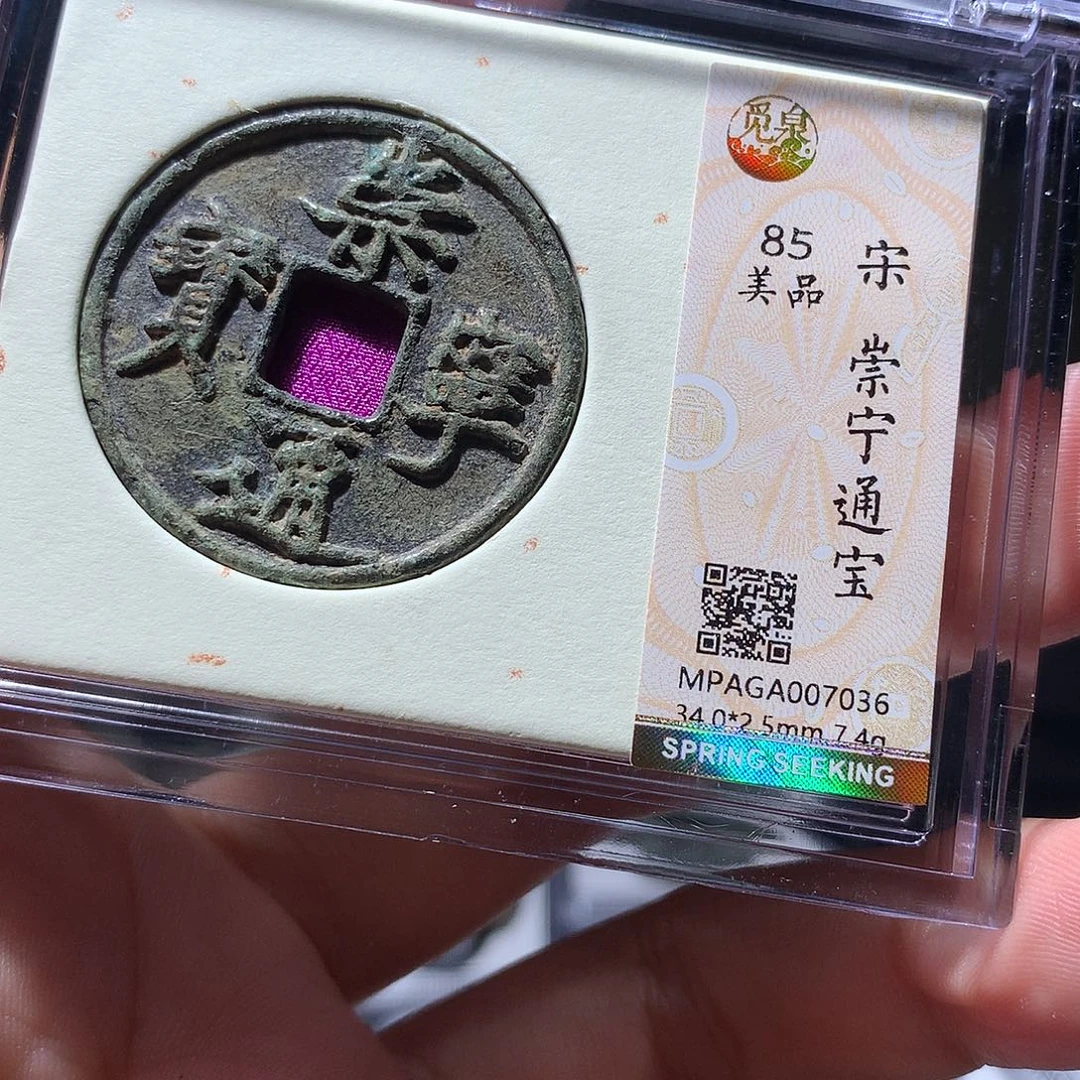 崇寧通寳
觅泉
85
美品
宋 崇宁通宝
MPAGA007036
34.0*2.5mm 7.4g
SPRING SEEKING